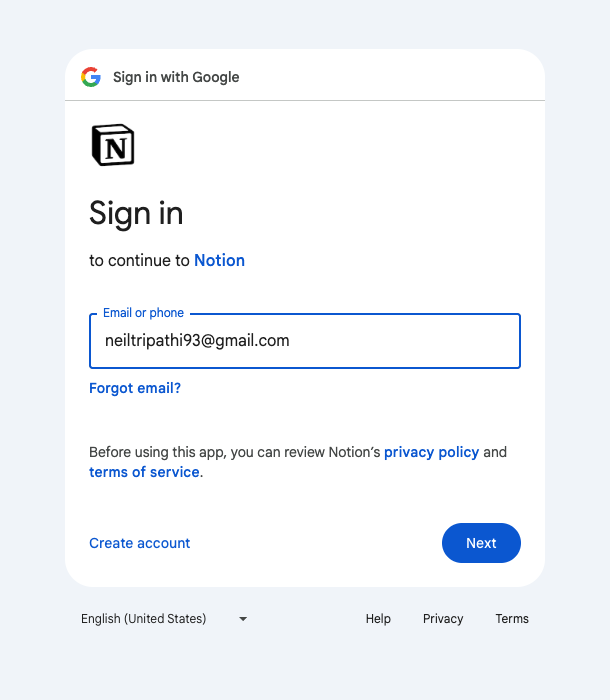 Sign in with Google
N
Sign in
to continue to Notion
Email or phone
neiltripathi93@gmail.com
Forgot email?
Before using this app, you can review Notion’s privacy policy and
terms of service.
Create account
Next
English (United States)
Help
Privacy
Terms